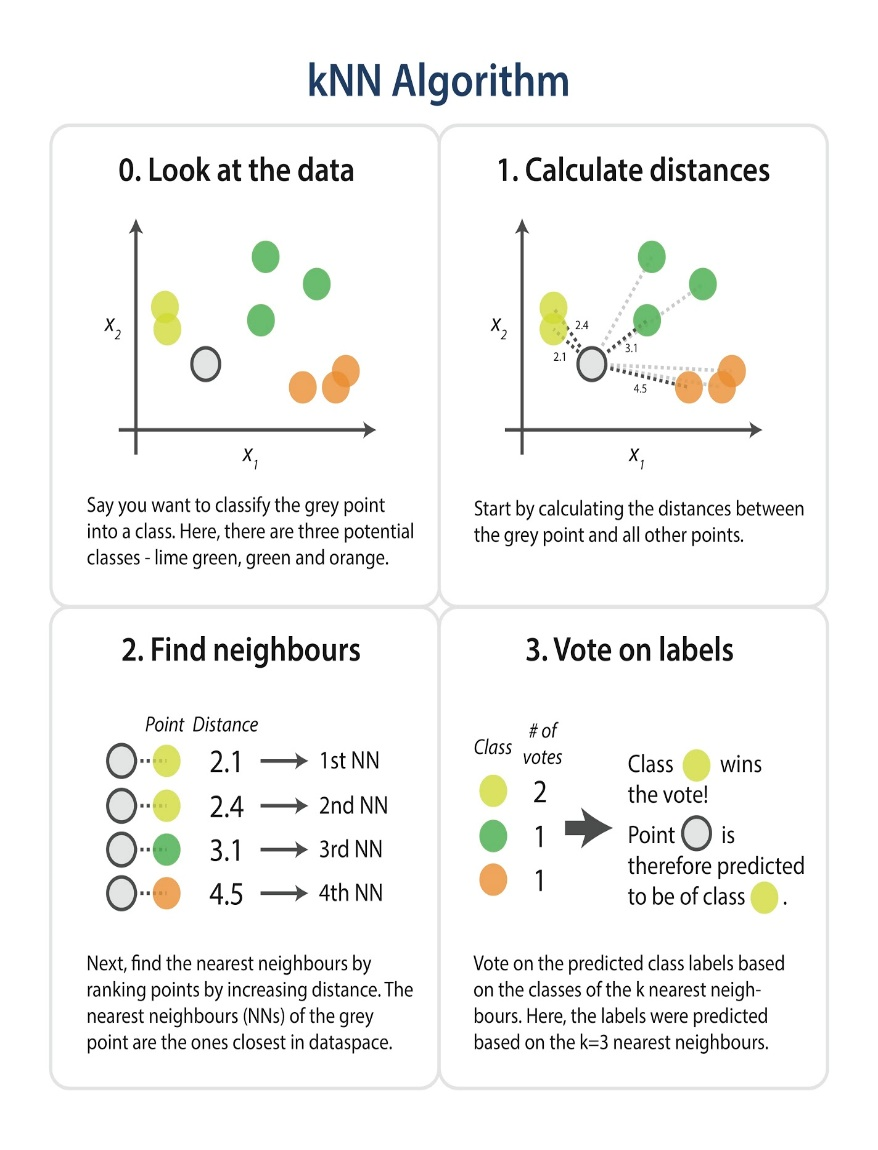 kNN Algorithm
0. Look at the data
X2
X1
Say you want to classify the grey point
into a class. Here, there are three potential
classes - lime green, green and orange.
1. Calculate distances
X2
2.4
2.1
3.1
4.5
X1
Start by calculating the distances between
the grey point and all other points.
2. Find neighbours
Point Distance
2.1 1st NN
2.4 2nd NN
3.1 3rd NN
4.5 4th NN
Next, find the nearest neighbours by
ranking points by increasing distance. The
nearest neighbours (NNs) of the grey
point are the ones closest in dataspace.
3. Vote on labels
Class # of
votes
2
1
1
Class wins
the vote!
Point is
therefore predicted
to be of class .
Vote on the predicted class labels based
on the classes of the k nearest neigh-
bours. Here, the labels were predicted
based on the k=3 nearest neighbours.